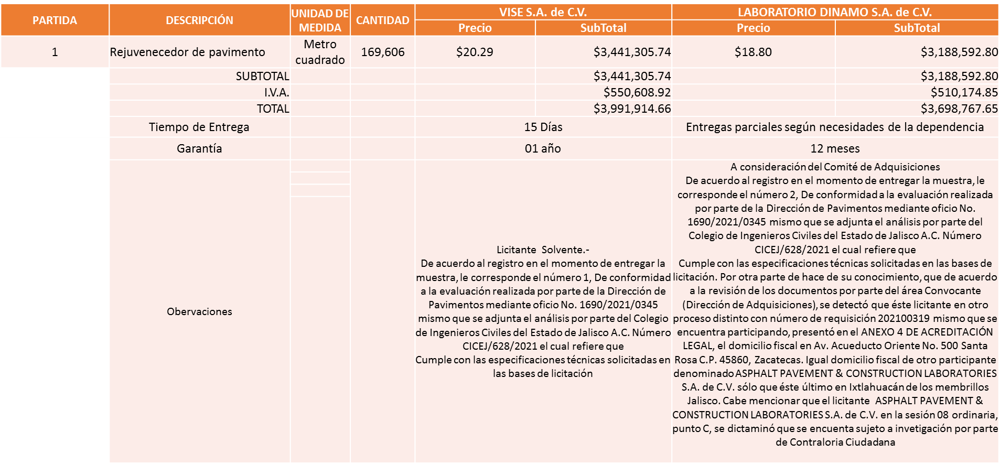 PARTIDA DESCRIPCIÓN UNIDAD DE MEDIDA CANTIDAD VISE S.A. de C.V. LABORATORIO DINAMO S.A. de C.V.
Precio SubTotal Precio SubTotal
1 Rejuvenecedor de pavimento Metro cuadrado 169,606 $20.29 $3,441,305.74 $18.80 $3,188,592.80
SUBTOTAL $3,441,305.74 $3,188,592.80
I.V.A. $550,608.92 $510,174.85
TOTAL $3,991,914.66 $3,698,767.65
Tiempo de Entrega 15 Días Entregas parciales según necesidades de la dependencia
Garantía 01 año 12 meses
Obervaciones
Licitante Solvente.-
De acuerdo al registro en el momento de entregar la
muestra, le corresponde el número 1, De conformidad
a la evaluación realizada por parte de la Dirección de
Pavimentos mediante oficio No. 1690/2021/0345
mismo que se adjunta el análisis por parte del Colegio
de Ingenieros Civiles del Estado de Jalisco A.C. Número
CICEJ/628/2021 el cual refiere que
Cumple con las especificaciones técnicas solicitadas en
las bases de licitación
A consideración del Comité de Adquisiciones
De acuerdo al registro en el momento de entregar la muestra, le
corresponde el número 2, De conformidad a la evaluación realizada
por parte de la Dirección de Pavimentos mediante oficio No.
1690/2021/0345 mismo que se adjunta el análisis por parte del
Colegio de Ingenieros Civiles del Estado de Jalisco A.C. Número
CICEJ/628/2021 el cual refiere que
Cumple con las especificaciones técnicas solicitadas en las bases de
licitación. Por otra parte de hace de su conocimiento, que de acuerdo
a la revisión de los documentos por parte del área Convocante
(Dirección de Adquisiciones), se detectó que éste licitante en otro
proceso distinto con número de requisición 202100319 mismo que se
encuentra participando, presentó en el ANEXO 4 DE ACREDITACIÓN
LEGAL, el domicilio fiscal en Av. Acueducto Oriente No. 500 Santa
Rosa C.P. 45860, Zacatecas. Igual domicilio fiscal de otro participante
denominado ASPHALT PAVEMENT & CONSTRUCTION LABORATORIES
S.A. de C.V. sólo que éste último en Ixtlahuacán de los membrillos
Jalisco. Cabe mencionar que el licitante ASPHALT PAVEMENT &
CONSTRUCTION LABORATORIES S.A. de C.V. en la sesión 08 ordinaria,
punto C, se dictaminó que se encuenta sujeto a invetigación por parte
de Contraloria Ciudadana